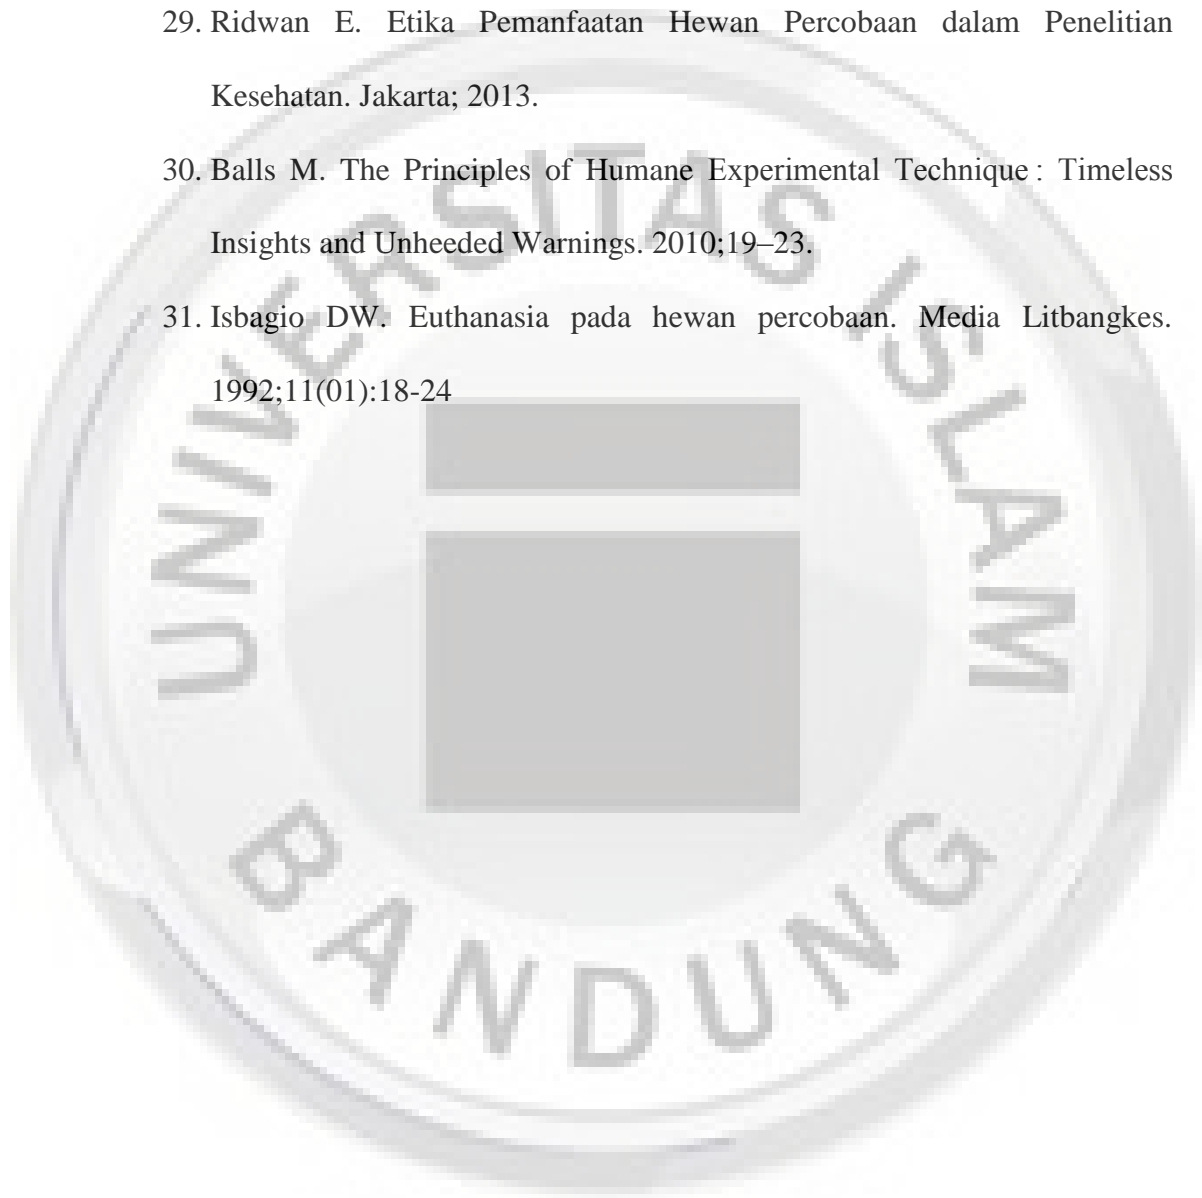 29. Ridwan E. Etika Pemanfaatan Hewan Percobaan dalam Penelitian
Kesehatan. Jakarta; 2013.
30. Balls M. The Principles of Humane Experimental Technique : Timeless
Insights and Unheeded Warnings. 2010;19–23.
31. Isbagio DW. Euthanasia pada hewan percobaan. Media Litbangkes.
1992;11(01):18-24
UNIVERSITAS ISLAM
BANDUNG